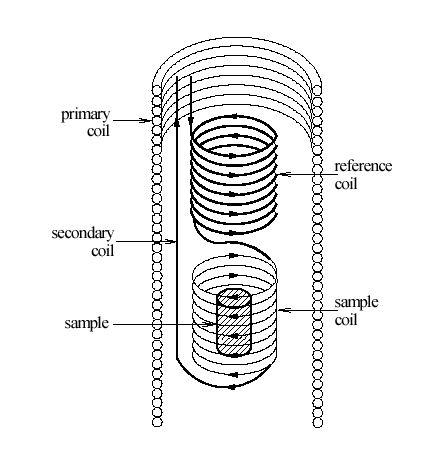 primary
coil
reference
coil
secondary
coil
sample
sample
coil